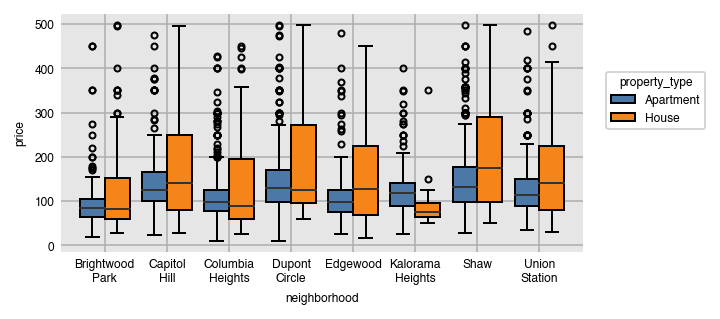 500
400
300
200
100
0
price
Brightwood
Park
Capitol
Hill
Columbia
Heights
Dupont
Circle
Edgewood
Kalorama
Heights
Shaw
Union
Station
neighborhood
property_type
Apartment
House